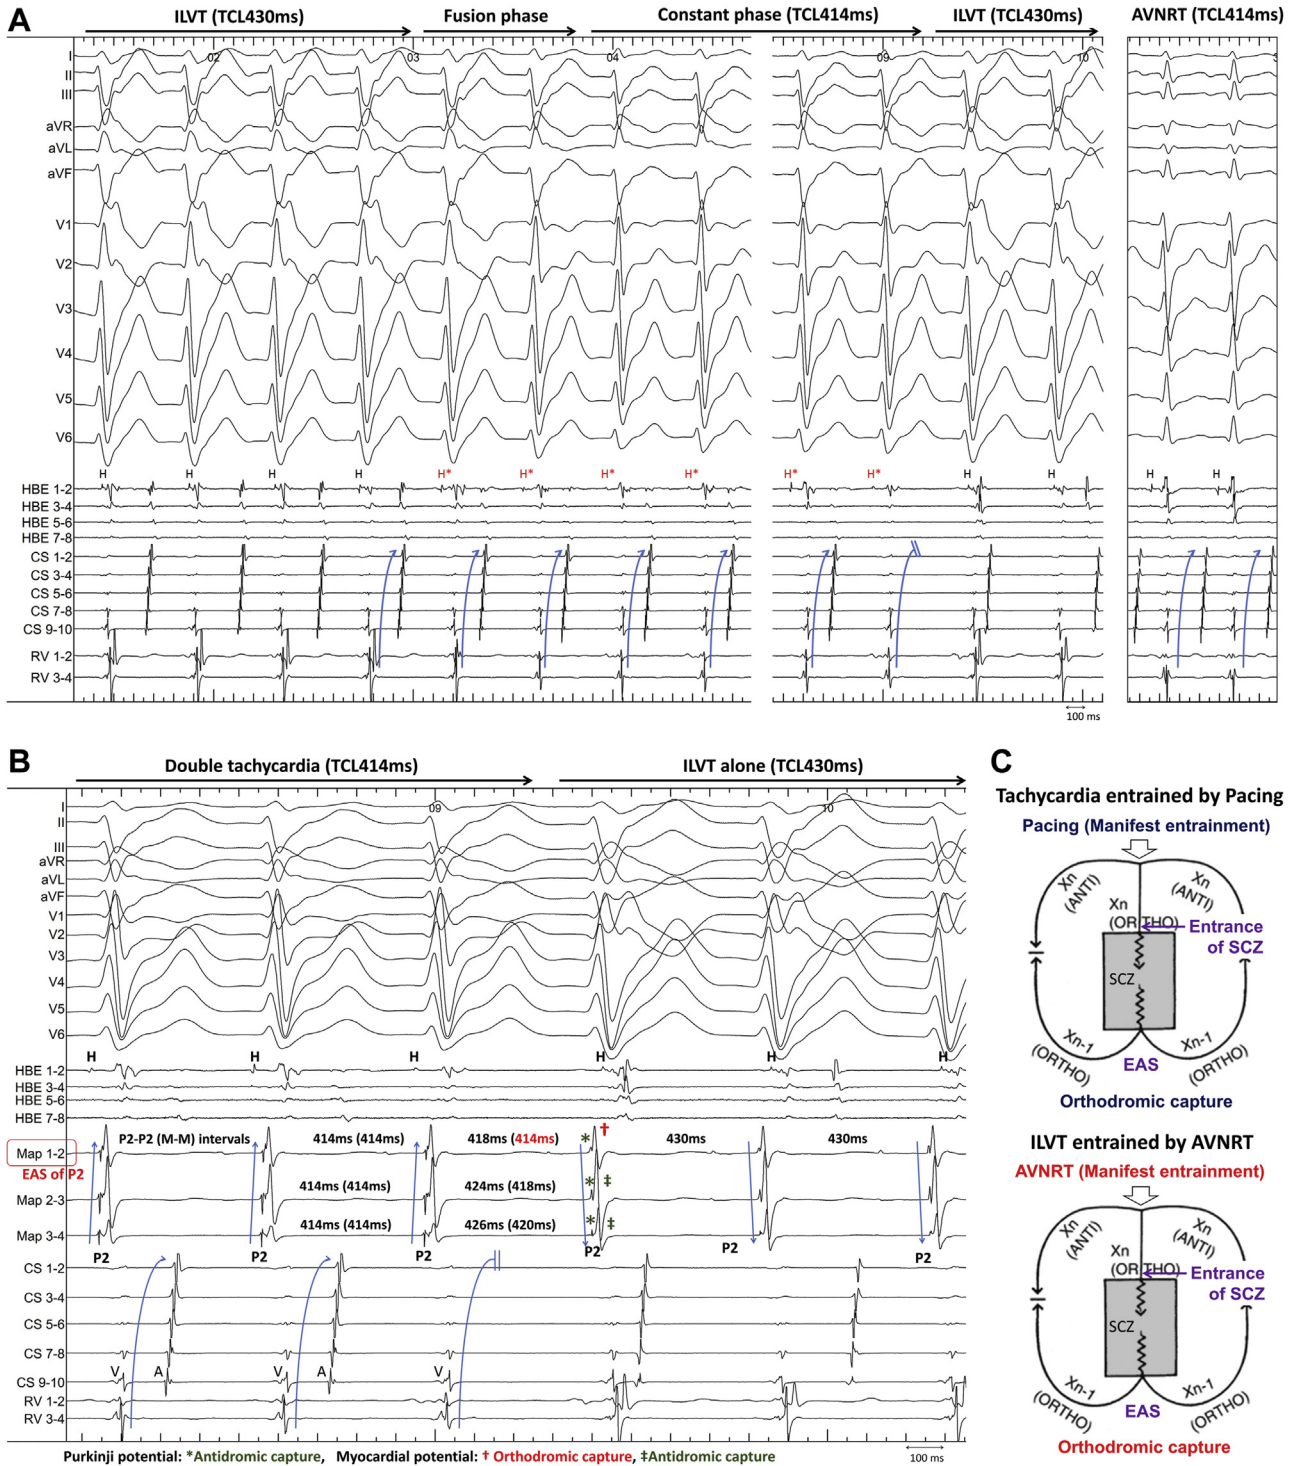 A
ILVT (TCL430ms) Fusion phase Constant phase (TCL414ms) ILVT (TCL430ms) AVNRT (TCL414ms)
02 03 04 09 10
I
II
III
aVR
aVL
aVF
V1
V2
V3
V4
V5
V6
H H H H H* H* H* H* H* H* H H H H
HBE 1-2
HBE 3-4
HBE 5-6
HBE 7-8
CS 1-2
CS 3-4
CS 5-6
CS 7-8
CS 9-10
RV 1-2
RV 3-4
100 ms
B
Double tachycardia (TCL414ms) ILVT alone (TCL430ms)
09 10
I
II
III
aVR
aVL
aVF
V1
V2
V3
V4
V5
V6
H H H H H H
HBE 1-2
HBE 3-4
HBE 5-6
HBE 7-8
P2-P2 (M-M) intervals 414ms (414ms) 418ms (414ms) * † 430ms 430ms
Map 1-2
EAS of P2
Map 2-3 414ms (414ms) 424ms (418ms) * ‡
Map 3-4 414ms (414ms) 426ms (420ms) * ‡
P2 P2 P2 P2 P2 P2
CS 1-2
CS 3-4
CS 5-6
CS 7-8
V A V A V
CS 9-10
RV 1-2
RV 3-4
100 ms
Purkinji potential: *Antidromic capture, Myocardial potential: † Orthodromic capture, ‡Antidromic capture
C
Tachycardia entrained by Pacing
Pacing (Manifest entrainment)
Xn
(ANTI)
Xn
(ANTI)
Xn
(ORTHO)
Entrance
of SCZ
SCZ
Xn-1
(ORTHO)
Xn-1
(ORTHO)
EAS
Orthodromic capture
ILVT entrained by AVNRT
AVNRT (Manifest entrainment)
Xn
(ANTI)
Xn
(ANTI)
Xn
(ORTHO)
Entrance
of SCZ
SCZ
Xn-1
(ORTHO)
Xn-1
(ORTHO)
EAS
Orthodromic capture